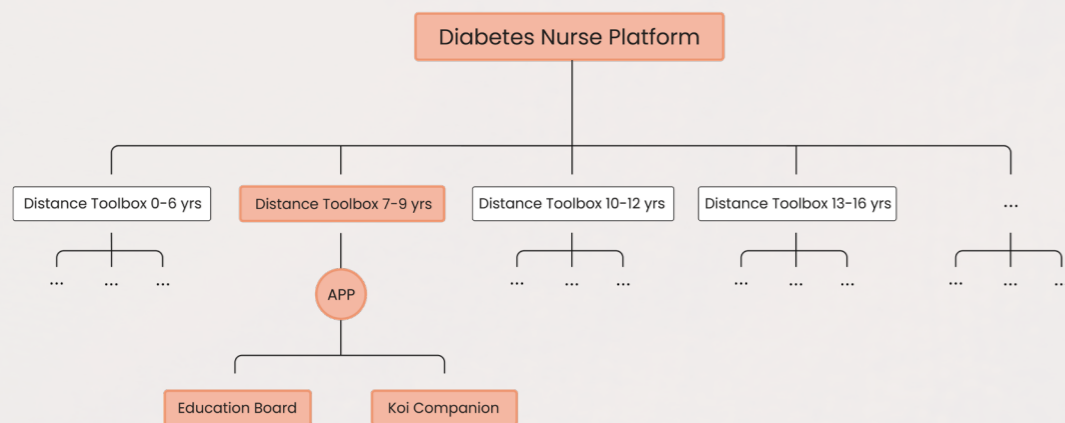 Diabetes Nurse Platform
Distance Toolbox 0-6 yrs
Distance Toolbox 7-9 yrs
Distance Toolbox 10-12 yrs
Distance Toolbox 13-16 yrs
...
... ... ...
APP
... ... ...
... ... ...
... ... ...
Education Board
Koi Companion